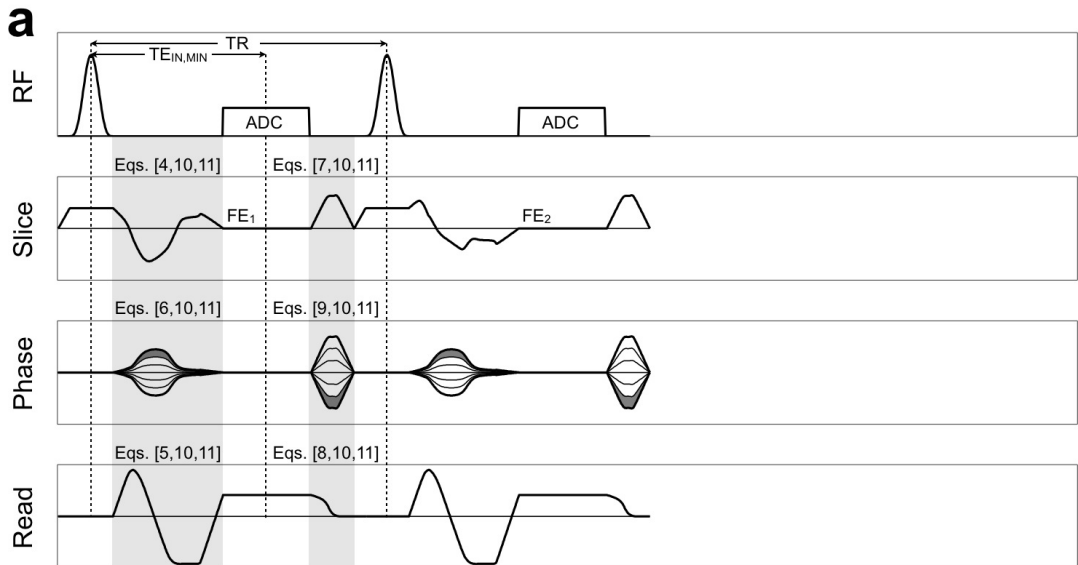 a
TR
TE_IN,MIN
RF
ADC
ADC
Eqs. [4,10,11]
Eqs. [7,10,11]
Slice
FE₁
FE₂
Eqs. [6,10,11]
Eqs. [9,10,11]
Phase
Eqs. [5,10,11]
Eqs. [8,10,11]
Read